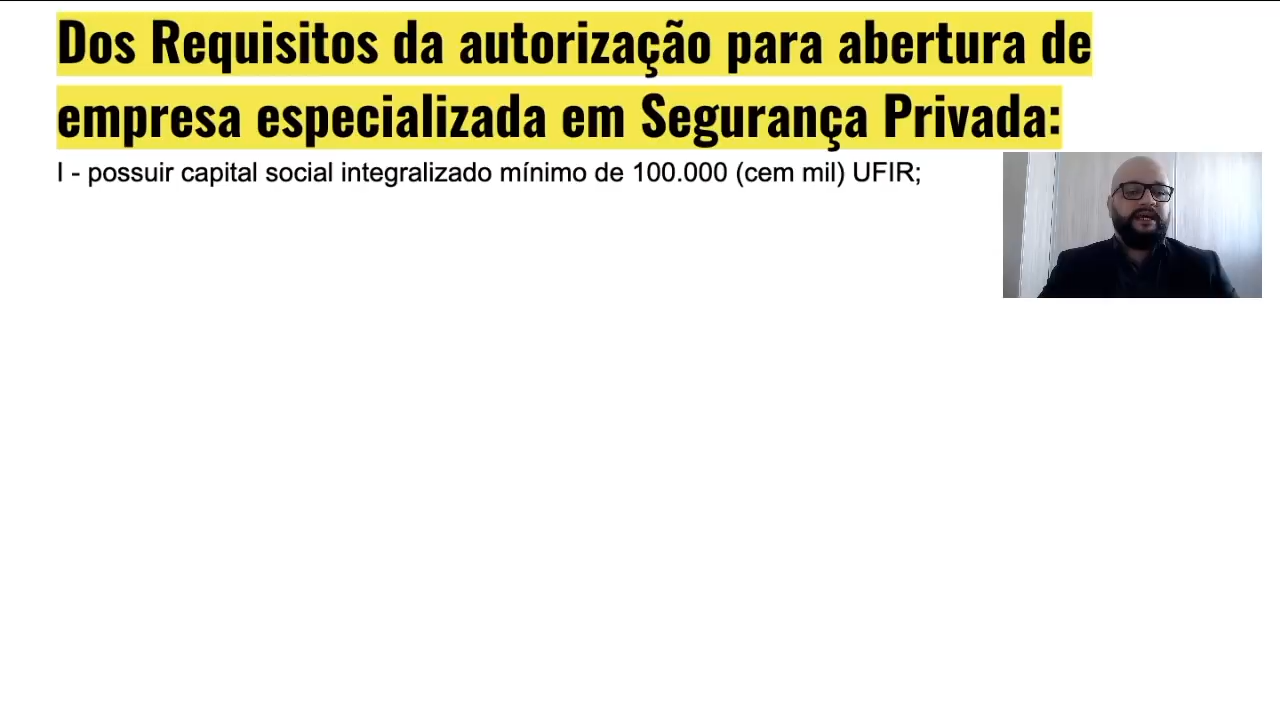 Dos Requisitos da autorização para abertura de
empresa especializada em Segurança Privada:
I - possuir capital social integralizado mínimo de 100.000 (cem mil) UFIR;